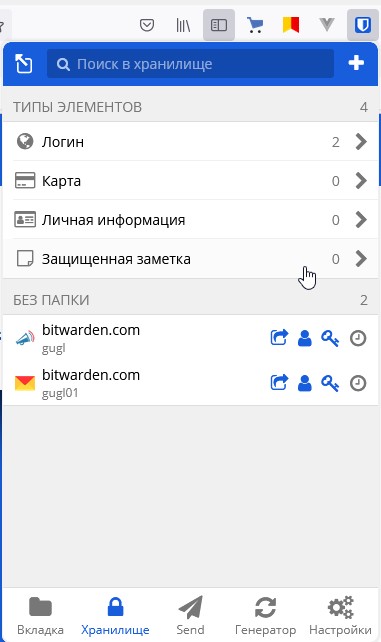 Поиск в хранилище
ТИПЫ ЭЛЕМЕНТОВ 4
Логин 2
Карта 0
Личная информация 0
Защищенная заметка 0
БЕЗ ПАПКИ 2
bitwarden.com
gugl
bitwarden.com
gugl01
Вкладка Хранилище Send Генератор Настройки